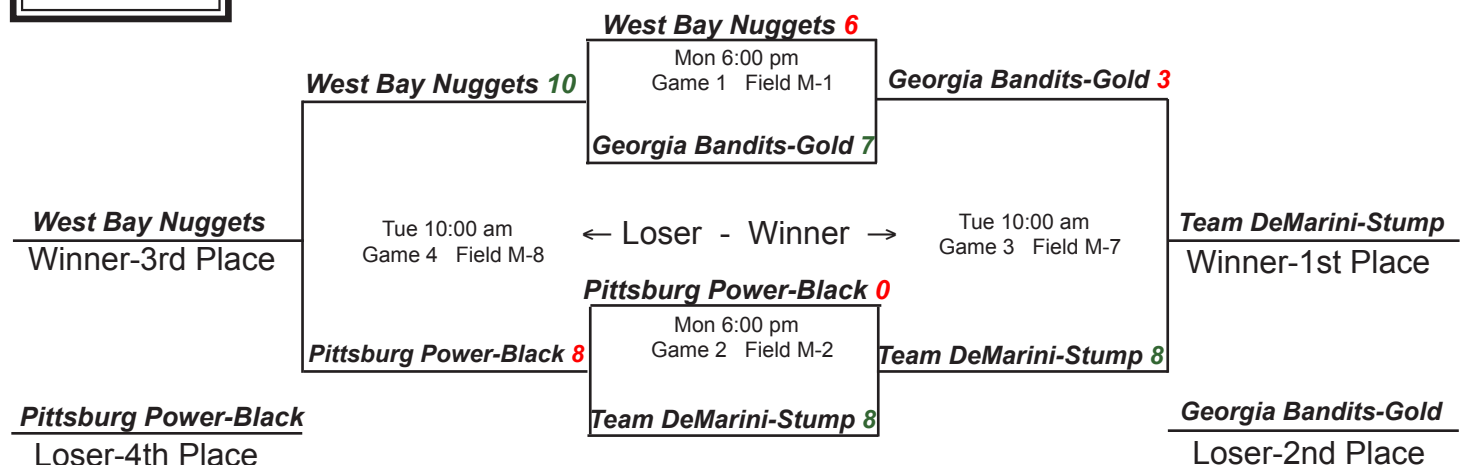 West Bay Nuggets 6
Mon 6:00 pm
Game 1 Field M-1
West Bay Nuggets 10
Georgia Bandits-Gold 3
Georgia Bandits-Gold 7
West Bay Nuggets
Winner-3rd Place
Tue 10:00 am
Game 4 Field M-8
← Loser - Winner →
Tue 10:00 am
Game 3 Field M-7
Team DeMarini-Stump
Winner-1st Place
Pittsburg Power-Black 0
Mon 6:00 pm
Game 2 Field M-2
Pittsburg Power-Black 8
Team DeMarini-Stump 8
Team DeMarini-Stump 8
Pittsburg Power-Black
Loser-4th Place
Georgia Bandits-Gold
Loser-2nd Place